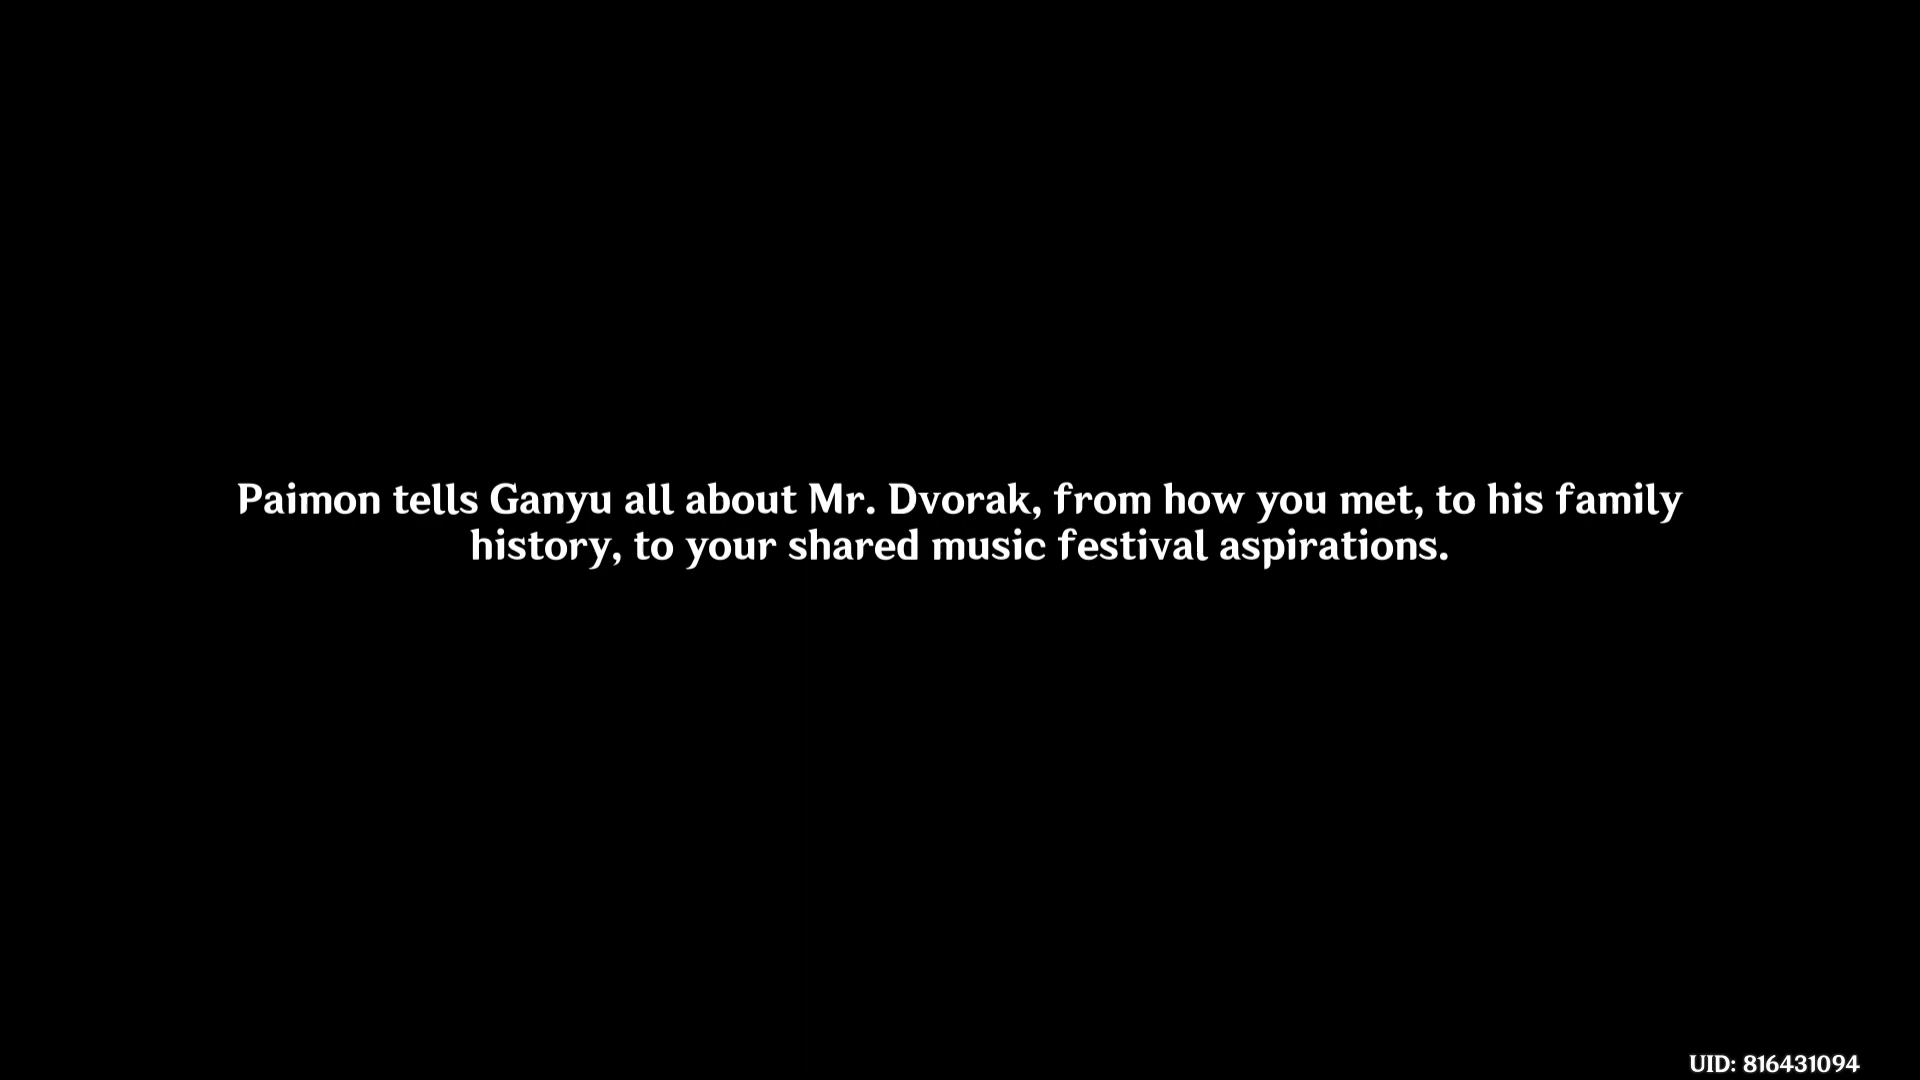 Paimon tells Ganyu all about Mr. Dvorak, from how you met, to his family
history, to your shared music festival aspirations.
UID: 816431094